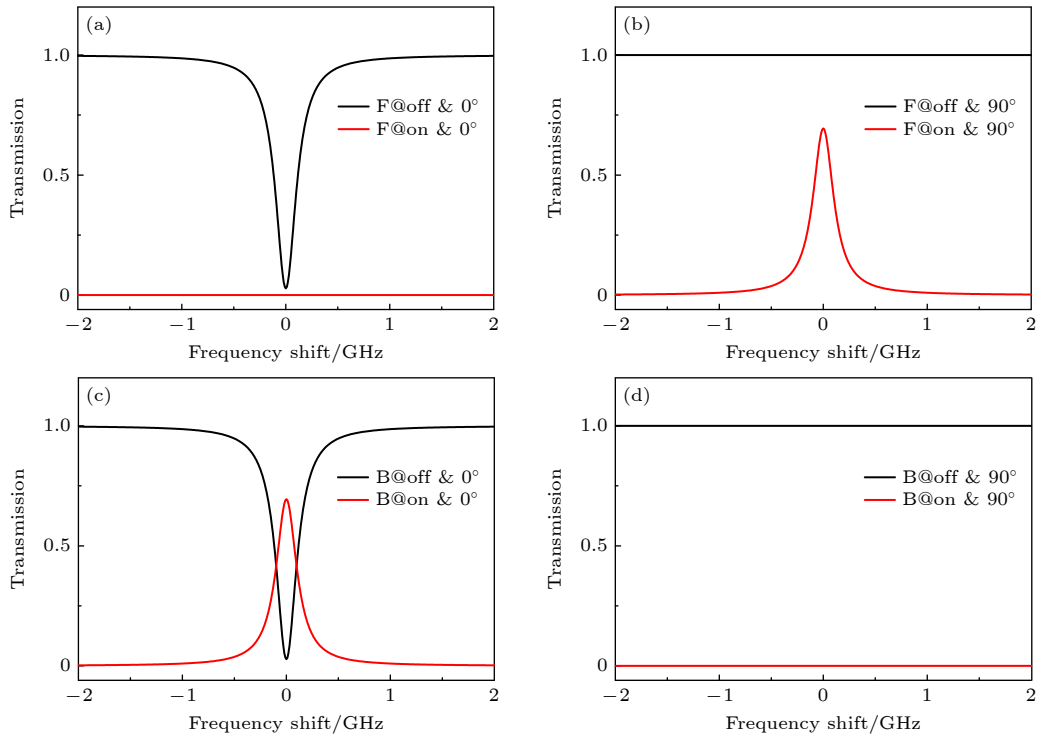 (a)
1.0
0.5
0
Transmission
F@off & 0°
F@on & 0°
−2
−1
0
1
2
Frequency shift/GHz
(b)
1.0
0.5
0
Transmission
F@off & 90°
F@on & 90°
−2
−1
0
1
2
Frequency shift/GHz
(c)
1.0
0.5
0
Transmission
B@off & 0°
B@on & 0°
−2
−1
0
1
2
Frequency shift/GHz
(d)
1.0
0.5
0
Transmission
B@off & 90°
B@on & 90°
−2
−1
0
1
2
Frequency shift/GHz